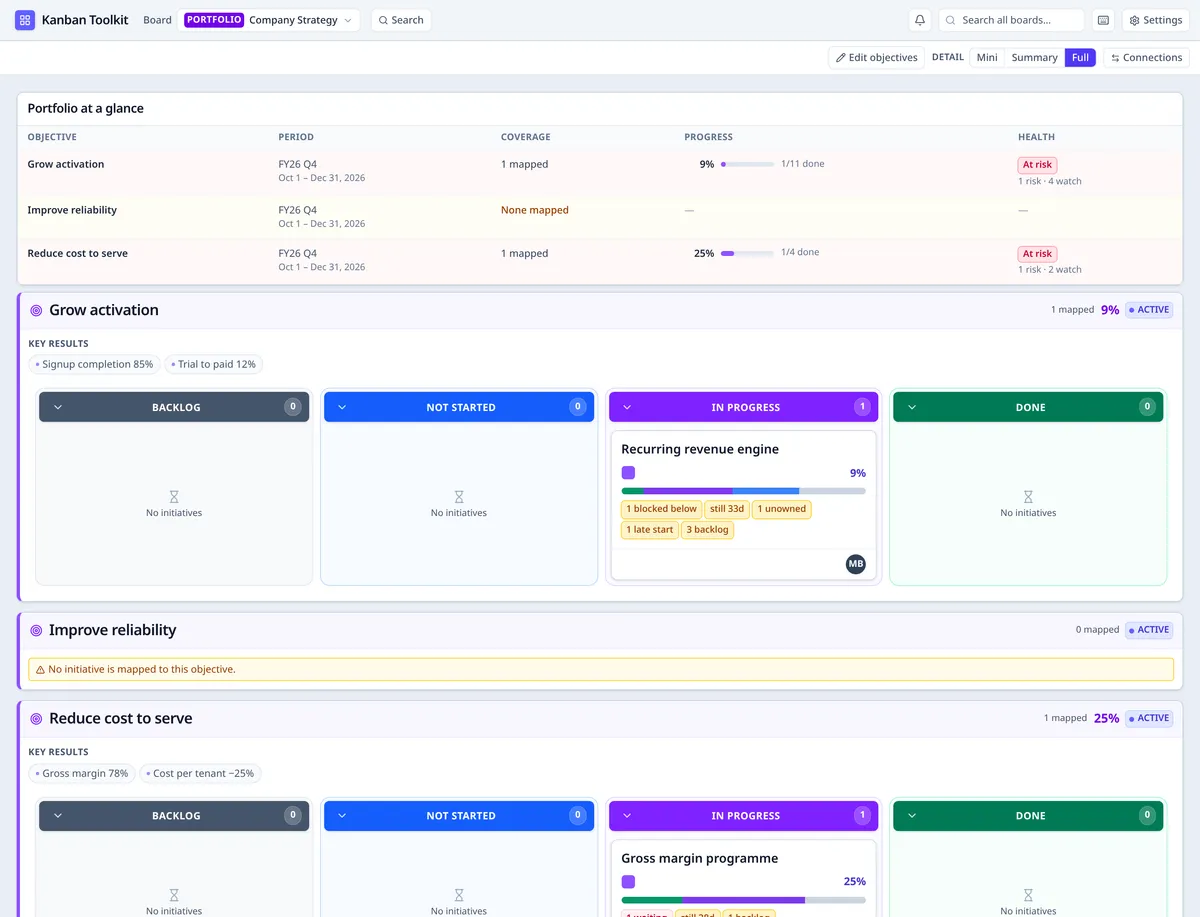 Kanban Toolkit Board PORTFOLIO Company Strategy Search Search all boards... Settings
Edit objectives DETAIL Mini Summary Full Connections
Portfolio at a glance
OBJECTIVE PERIOD COVERAGE PROGRESS HEALTH
Grow activation FY26 Q4 1 mapped 9% 1/11 done At risk
Oct 1 – Dec 31, 2026 1 risk · 4 watch
Improve reliability FY26 Q4 None mapped — —
Oct 1 – Dec 31, 2026
Reduce cost to serve FY26 Q4 1 mapped 25% 1/4 done At risk
Oct 1 – Dec 31, 2026 1 risk · 2 watch
Grow activation 1 mapped 9% ACTIVE
KEY RESULTS
Signup completion 85% Trial to paid 12%
BACKLOG 0 NOT STARTED 0 IN PROGRESS 1 DONE 0
Recurring revenue engine
9%
No initiatives No initiatives 1 blocked below still 33d 1 unowned No initiatives
1 late start 3 backlog
MB
Improve reliability 0 mapped ACTIVE
No initiative is mapped to this objective.
Reduce cost to serve 1 mapped 25% ACTIVE
KEY RESULTS
Gross margin 78% Cost per tenant −25%
BACKLOG 0 NOT STARTED 0 IN PROGRESS 1 DONE 0
Gross margin programme
25%
No initiatives No initiatives 1 waiting still 28d 1 backlog No initiatives